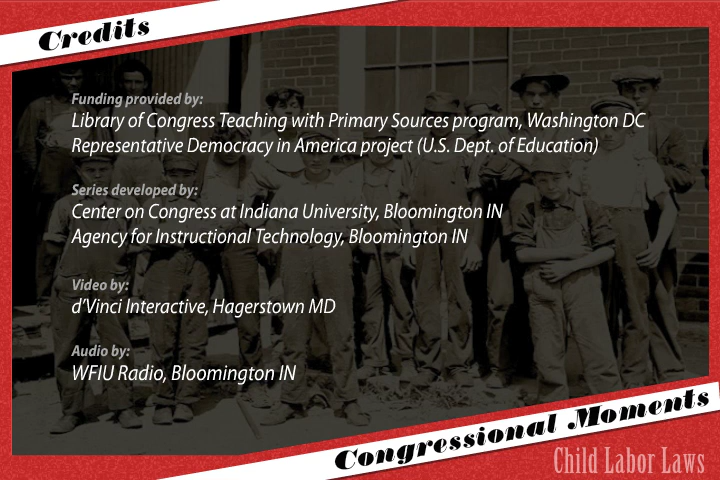 Credits
Funding provided by:
Library of Congress Teaching with Primary Sources program, Washington DC
Representative Democracy in America project (U.S. Dept. of Education)
Series developed by:
Center on Congress at Indiana University, Bloomington IN
Agency for Instructional Technology, Bloomington IN
Video by:
d'Vinci Interactive, Hagerstown MD
Audio by:
WFIU Radio, Bloomington IN
Congressional Moments
Child Labor Laws